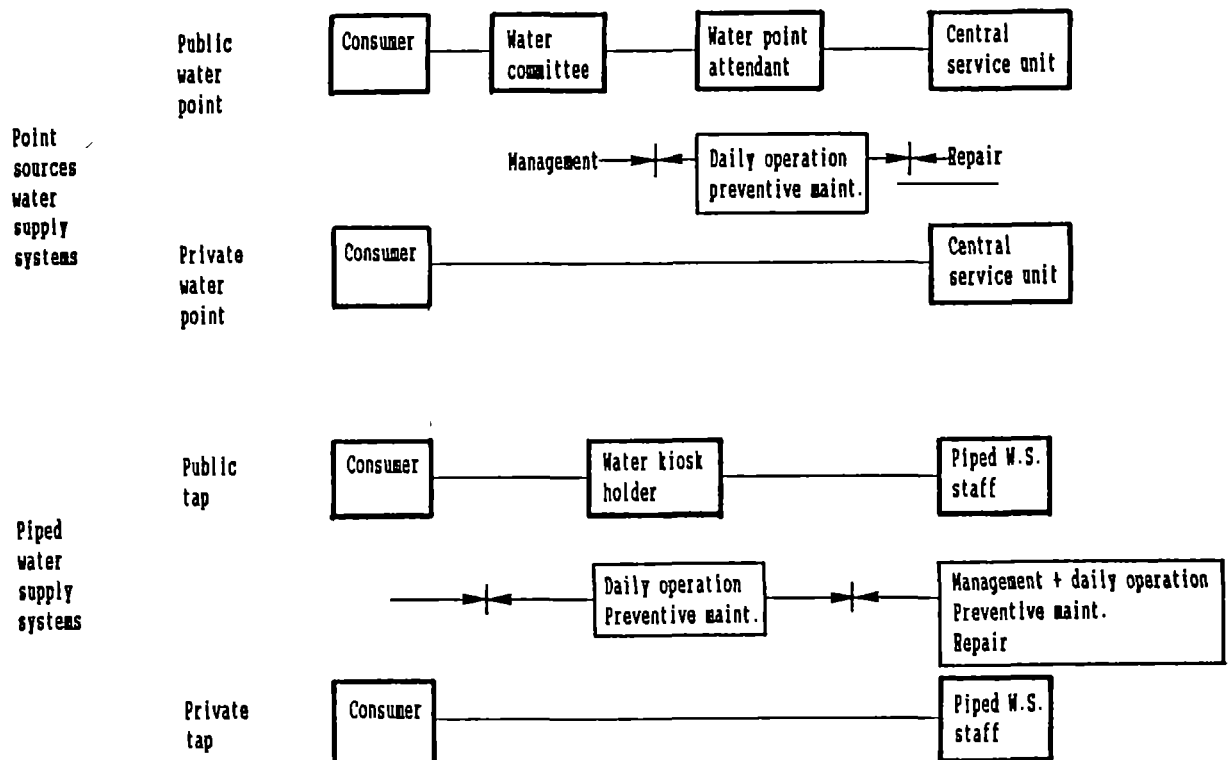 Public
water
point
Consumer
Water
committee
Water point
attendant
Central
service unit
Point
sources
water
supply
systems
Management
Daily operation
preventive maint.
Repair
Private
water
point
Consumer
Central
service unit
Public
tap
Consumer
Water kiosk
holder
Piped W.S.
staff
Piped
water
supply
systems
Daily operation
Preventive maint.
Management + daily operation
Preventive maint.
Repair
Private
tap
Consumer
Piped W.S.
staff